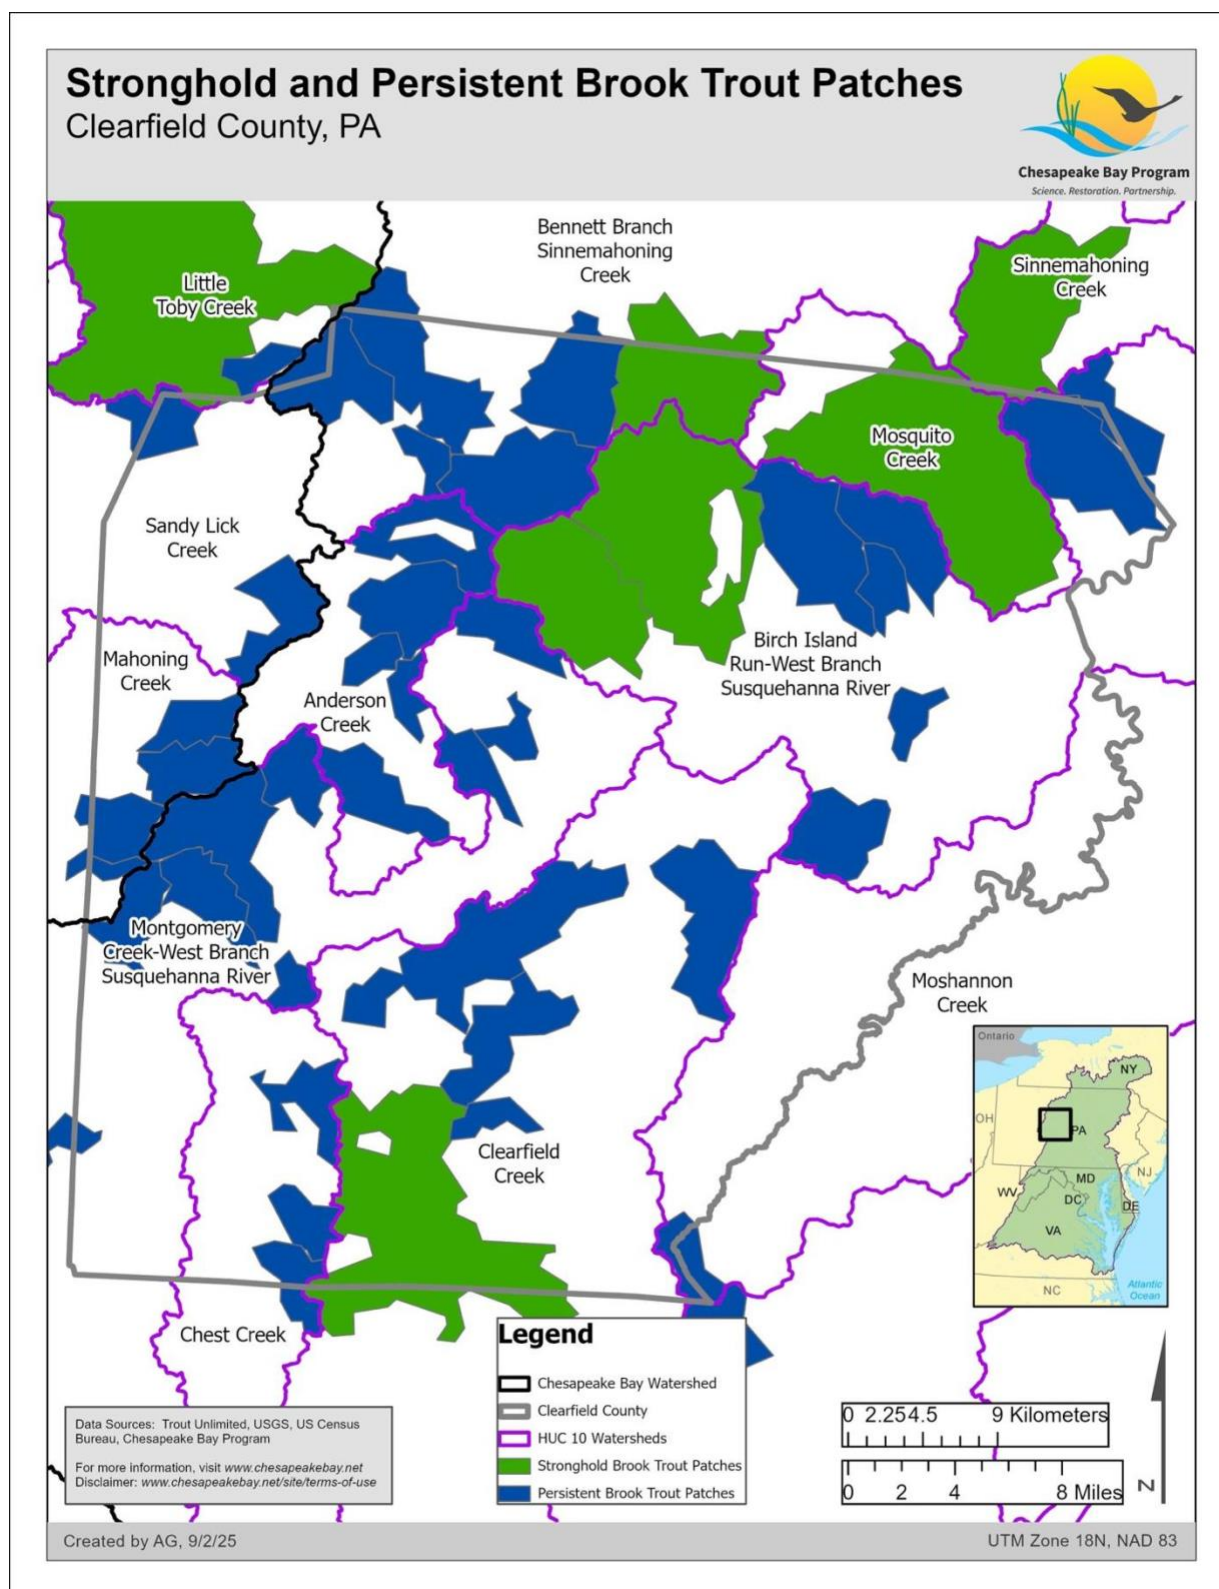 Stronghold and Persistent Brook Trout Patches
Clearfield County, PA
Chesapeake Bay Program
Science. Restoration. Partnership.
Bennett Branch
Sinnemahoning
Creek
Sinnemahoning
Creek
Little
Toby Creek
Mosquito
Creek
Sandy Lick
Creek
Mahoning
Creek
Anderson
Creek
Birch Island
Run-West Branch
Susquehanna River
Montgomery
Creek-West Branch
Susquehanna River
Moshannon
Creek
Clearfield
Creek
Chest Creek
Ontario
NY
OH
PA
NJ
MD
WV
DC
DE
VA
NC
Atlantic
Ocean
Legend
Chesapeake Bay Watershed
Clearfield County
HUC 10 Watersheds
Stronghold Brook Trout Patches
Persistent Brook Trout Patches
Data Sources: Trout Unlimited, USGS, US Census
Bureau, Chesapeake Bay Program
For more information, visit www.chesapeakebay.net
Disclaimer: www.chesapeakebay.net/site/terms-of-use
0 2.25 4.5 9 Kilometers
0 2 4 8 Miles
N
Created by AG, 9/2/25
UTM Zone 18N, NAD 83